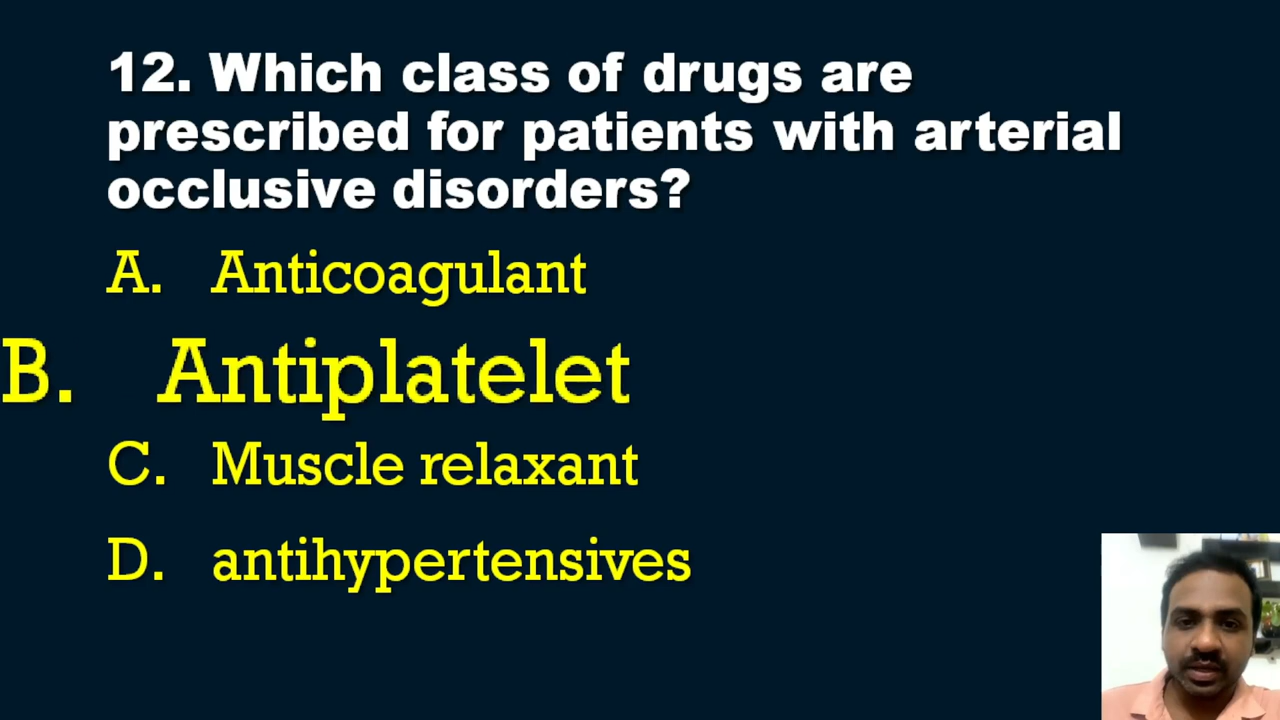 12. Which class of drugs are
prescribed for patients with arterial
occlusive disorders?
A. Anticoagulant
B. Antiplatelet
C. Muscle relaxant
D. antihypertensives